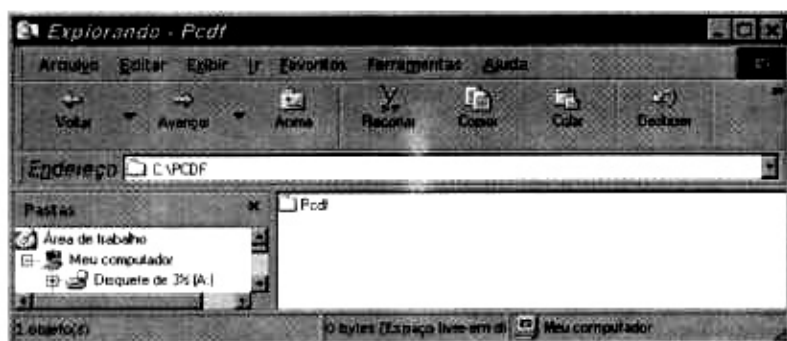 Explorando - Pcdf
Arquivo Editar Exibir Ir Favoritos Ferramentas Ajuda
Voltar Avançar Acima Recortar Copiar Colar Desfazer
Endereço C:\PCDF
Pastas
Pcdf
Área de trabalho
Meu computador
Disquete de 3½ (A:)
1 objeto(s) 0 bytes (Espaço livre em di Meu computador